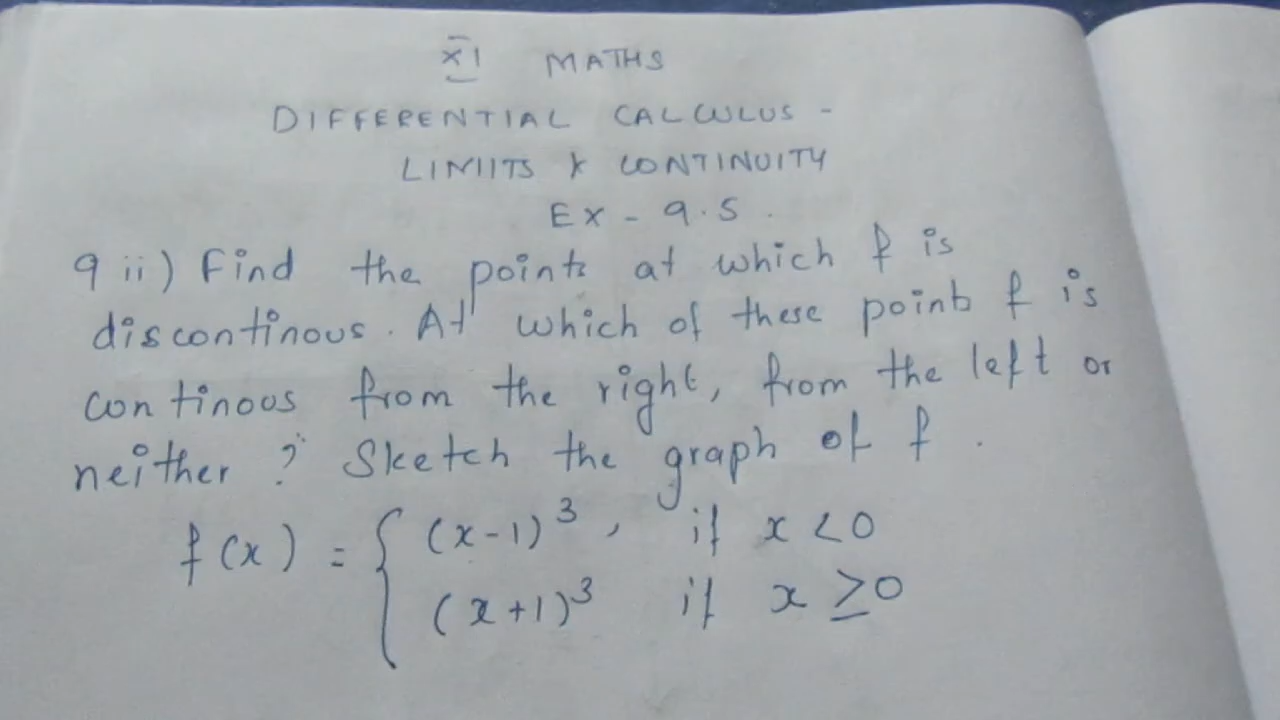 XI MATHS
DIFFERENTIAL CALCULUS -
LIMITS & CONTINUITY
EX - 9.5.
9 ii) Find the points at which f is
discontinous. At which of these points f is
continous from the right, from the left or
neither? Sketch the graph of f.
f(x) = { (x-1)³, if x < 0
(x+1)³ if x ≥ 0